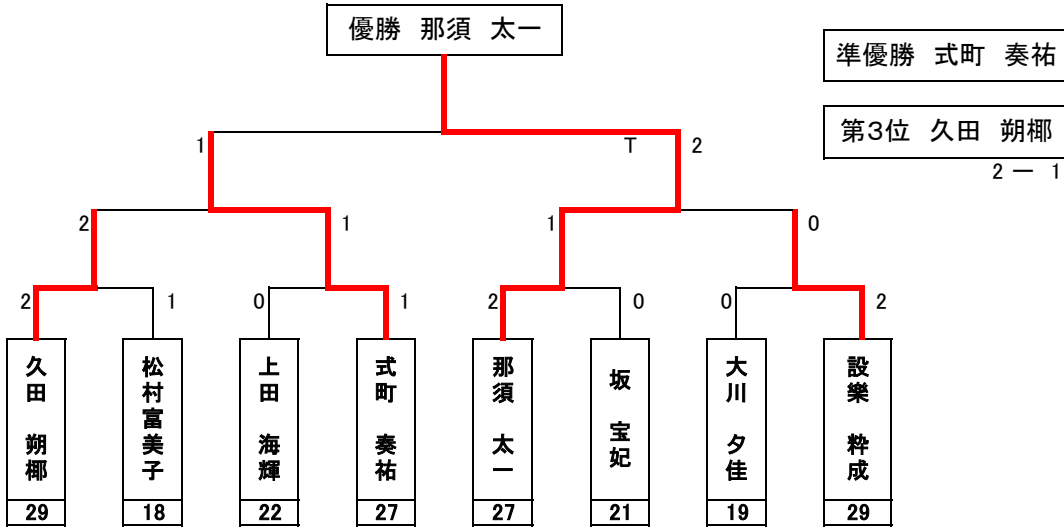 優勝 那須 太一
準優勝 式町 奏祐
第3位 久田 朔椰
2 ー 1
1
T 2
2
1
1
0
2
1
0
1
2
0
0
2
久田 朔椰
松村富美子
上田 海輝
式町 奏祐
那須 太一
坂 宝妃
大川 夕佳
設樂 粋成
29
18
22
27
27
21
19
29